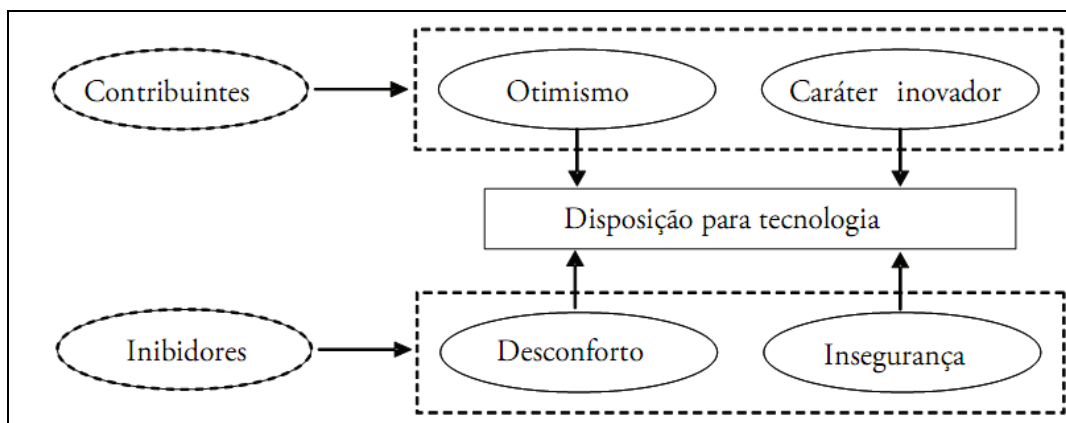 Contribuintes
Otimismo
Caráter inovador
Disposição para tecnologia
Inibidores
Desconforto
Insegurança